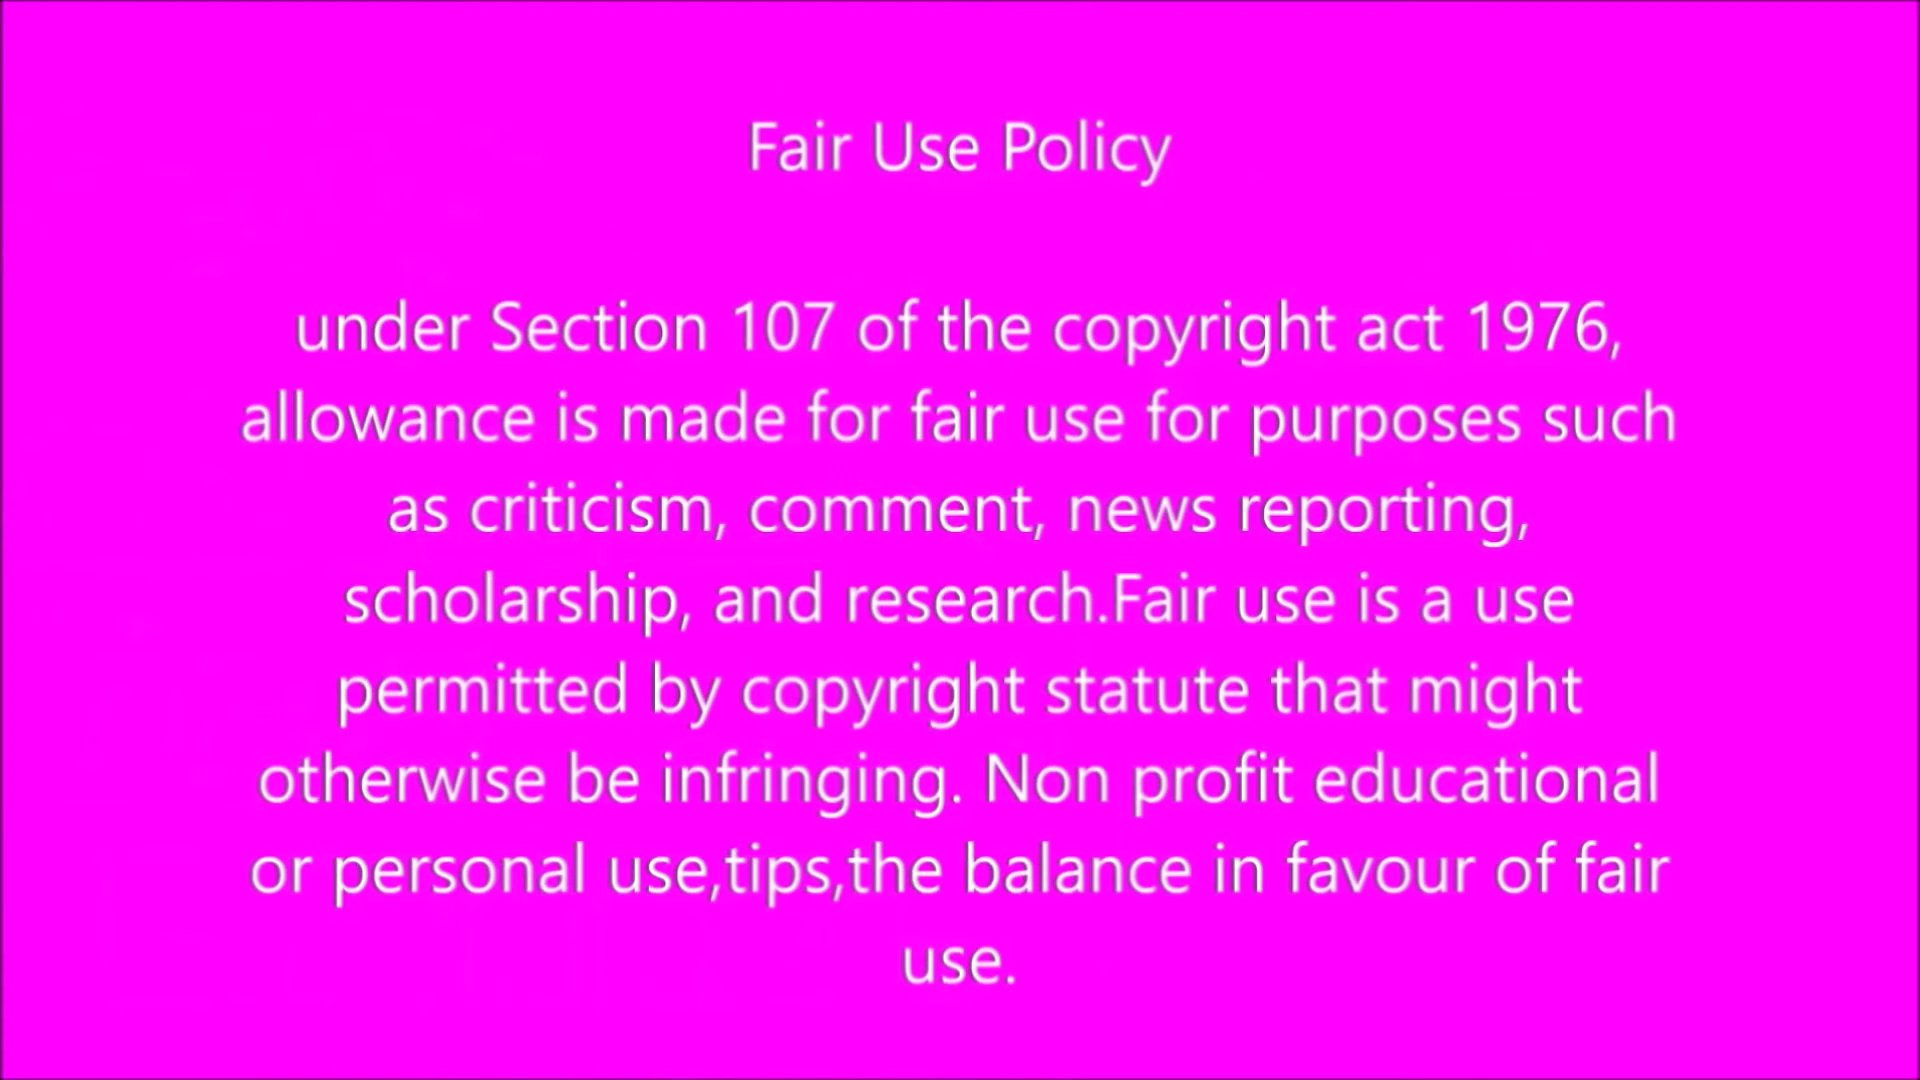 Fair Use Policy
under Section 107 of the copyright act 1976,
allowance is made for fair use for purposes such
as criticism, comment, news reporting,
scholarship, and research.Fair use is a use
permitted by copyright statute that might
otherwise be infringing. Non profit educational
or personal use,tips,the balance in favour of fair
use.